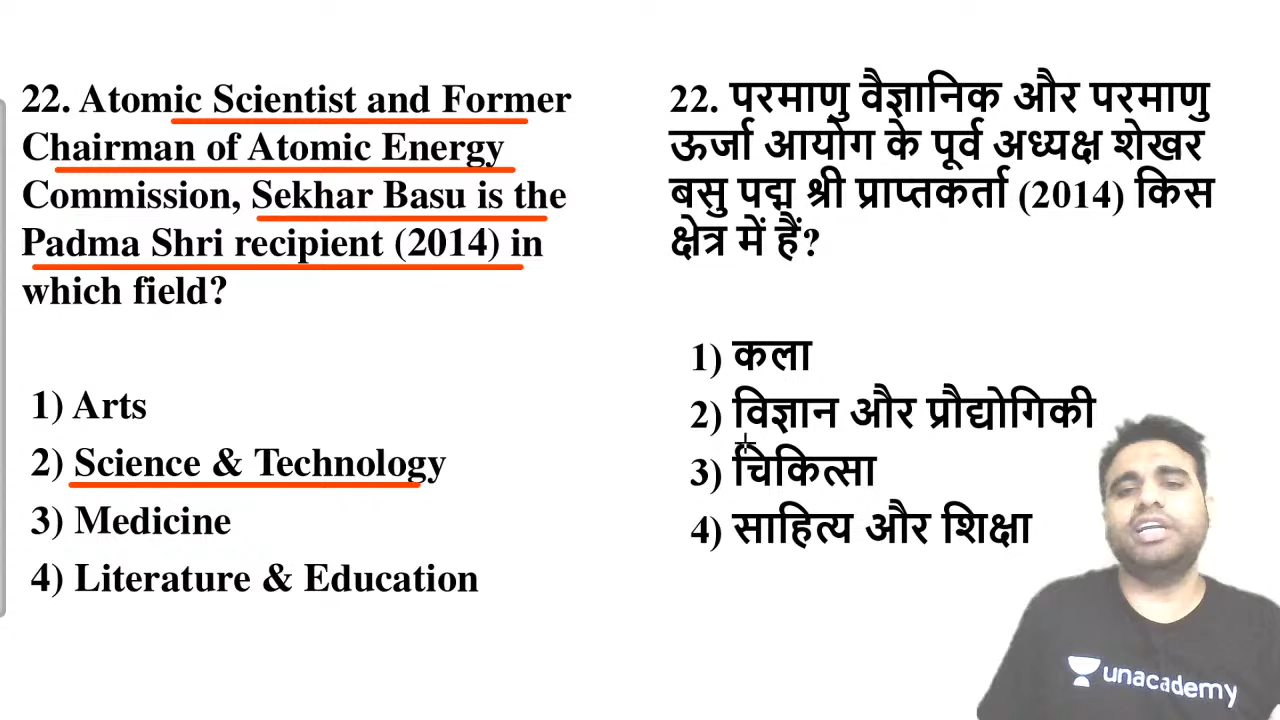 22. Atomic Scientist and Former
Chairman of Atomic Energy
Commission, Sekhar Basu is the
Padma Shri recipient (2014) in
which field?
1) Arts
2) Science & Technology
3) Medicine
4) Literature & Education
22. परमाणु वैज्ञानिक और परमाणु
ऊर्जा आयोग के पूर्व अध्यक्ष शेखर
बसु पद्म श्री प्राप्तकर्ता (2014) किस
क्षेत्र में हैं?
1) कला
2) विज्ञान और प्रौद्योगिकी
3) चिकित्सा
4) साहित्य और शिक्षा
unacademy